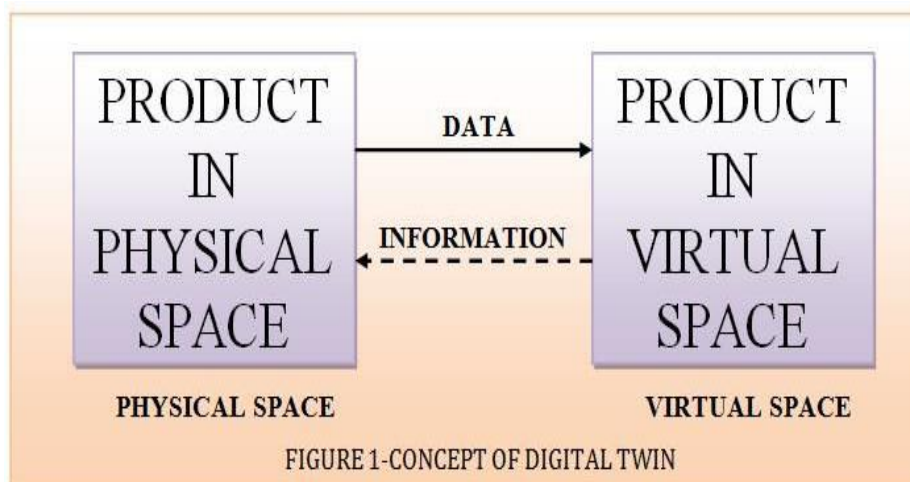 PRODUCT
IN
PHYSICAL
SPACE
DATA
INFORMATION
PRODUCT
IN
VIRTUAL
SPACE
PHYSICAL SPACE
VIRTUAL SPACE
FIGURE 1-CONCEPT OF DIGITAL TWIN